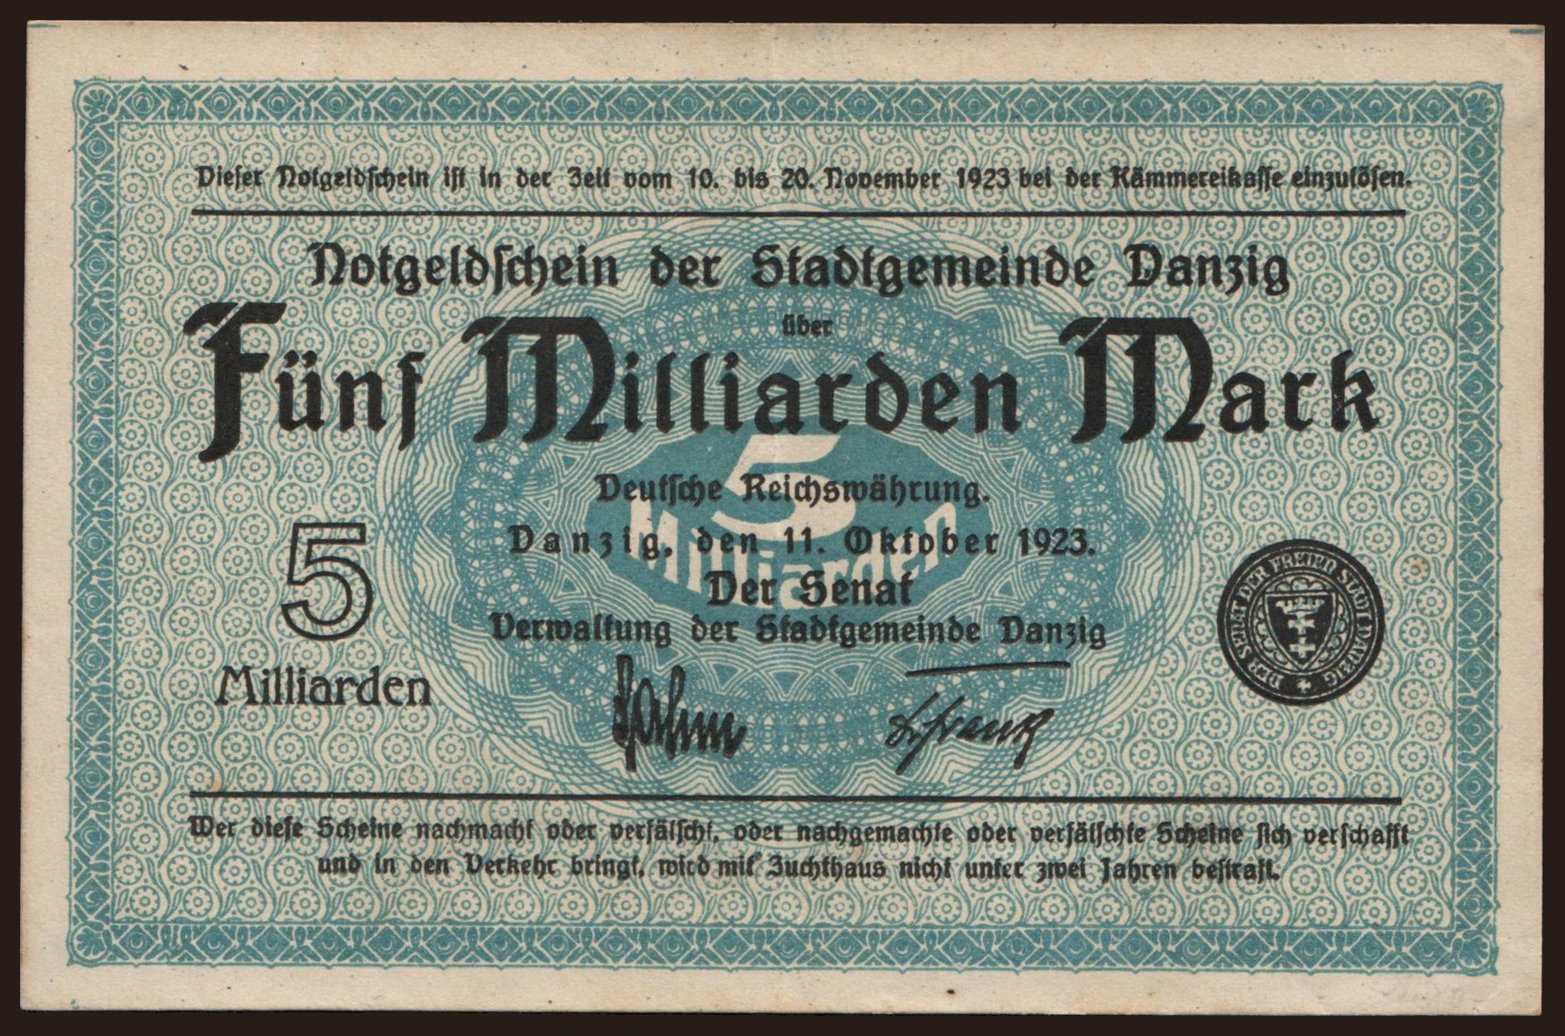 Dieser Notgeldschein ist in der Zeit vom 10. bis 20. November 1923 bei der Kämmereikasse einzulösen.
Notgeldschein der Stadtgemeinde Danzig
über
Fünf Milliarden Mark
5
Milliarden
Deutsche Reichswährung.
Danzig, den 11. Oktober 1923.
Der Senat
Verwaltung der Stadtgemeinde Danzig
5
Milliarden
Wer diese Scheine nachmacht oder verfälscht, oder nachgemachte oder verfälschte Scheine sich verschafft
und in den Verkehr bringt, wird mit Zuchthaus nicht unter zwei Jahren bestraft.